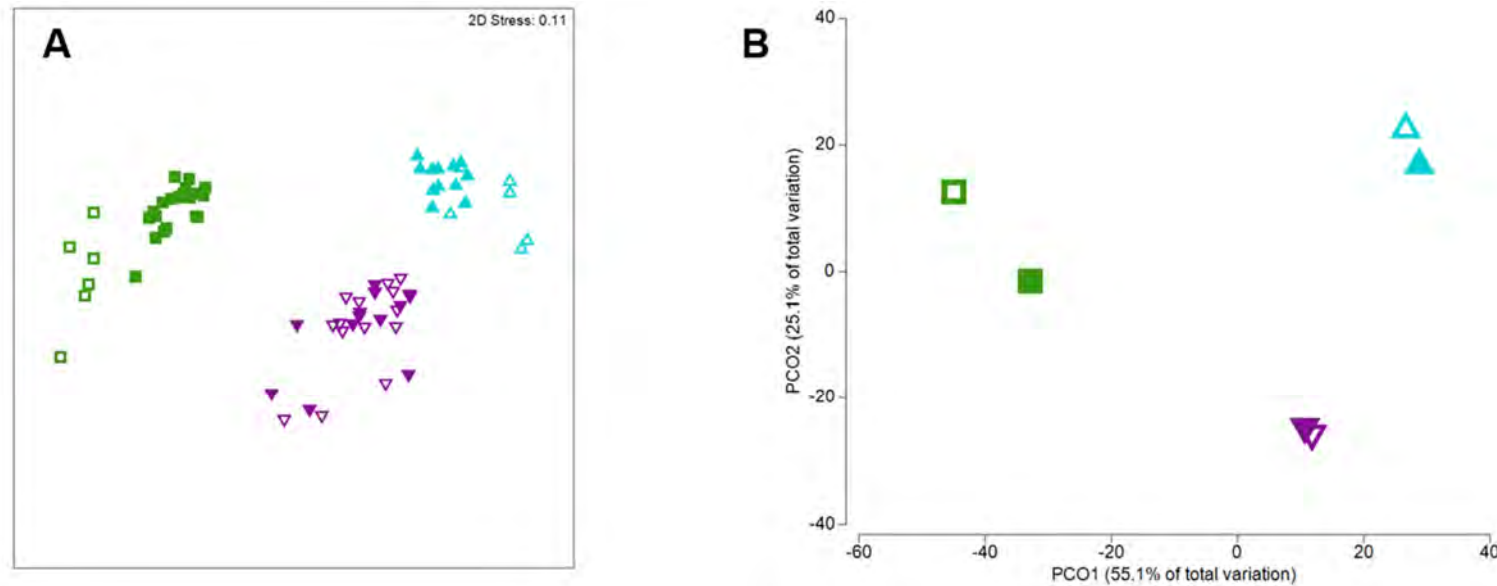 A
2D Stress: 0.11
B
PCO2 (25.1% of total variation)
40
20
0
-20
-40
-60
-40
-20
0
20
40
PCO1 (55.1% of total variation)